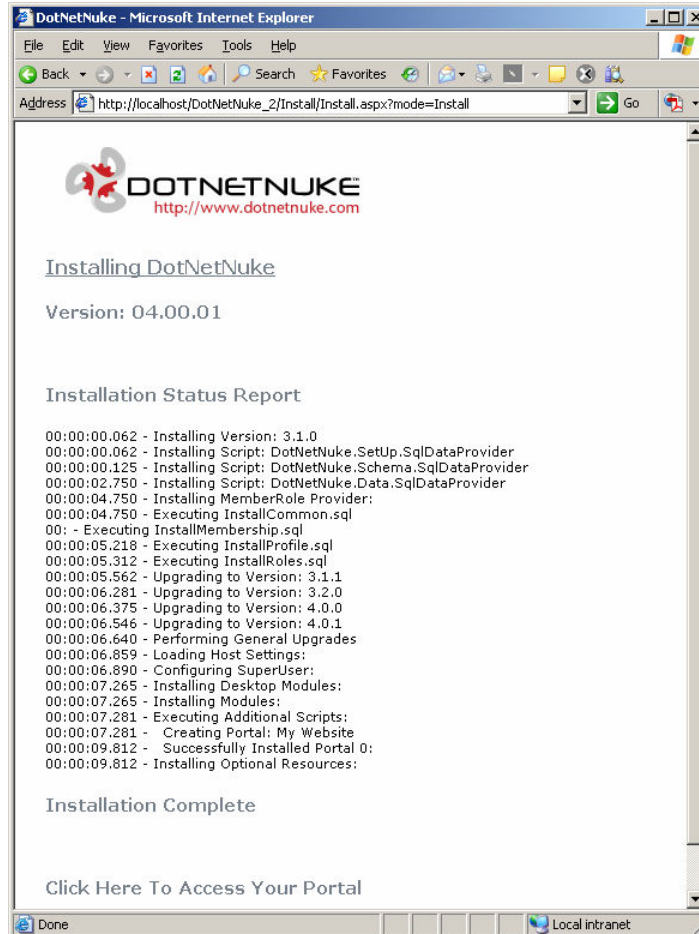 DotNetNuke - Microsoft Internet Explorer
File Edit View Favorites Tools Help
Back Search Favorites
Address http://localhost/DotNetNuke_2/Install/Install.aspx?mode=Install Go
DOTNETNUKE™
http://www.dotnetnuke.com
Installing DotNetNuke
Version: 04.00.01
Installation Status Report
00:00:00.062 - Installing Version: 3.1.0
00:00:00.062 - Installing Script: DotNetNuke.SetUp.SqlDataProvider
00:00:00.125 - Installing Script: DotNetNuke.Schema.SqlDataProvider
00:00:02.750 - Installing Script: DotNetNuke.Data.SqlDataProvider
00:00:04.750 - Installing MemberRole Provider:
00:00:04.750 - Executing InstallCommon.sql
00: - Executing InstallMembership.sql
00:00:05.218 - Executing InstallProfile.sql
00:00:05.312 - Executing InstallRoles.sql
00:00:05.562 - Upgrading to Version: 3.1.1
00:00:06.281 - Upgrading to Version: 3.2.0
00:00:06.375 - Upgrading to Version: 4.0.0
00:00:06.546 - Upgrading to Version: 4.0.1
00:00:06.640 - Performing General Upgrades
00:00:06.859 - Loading Host Settings:
00:00:06.890 - Configuring SuperUser:
00:00:07.265 - Installing Desktop Modules:
00:00:07.265 - Installing Modules:
00:00:07.281 - Executing Additional Scripts:
00:00:07.281 - Creating Portal: My Website
00:00:09.812 - Successfully Installed Portal 0:
00:00:09.812 - Installing Optional Resources:
Installation Complete
Click Here To Access Your Portal
Done Local intranet